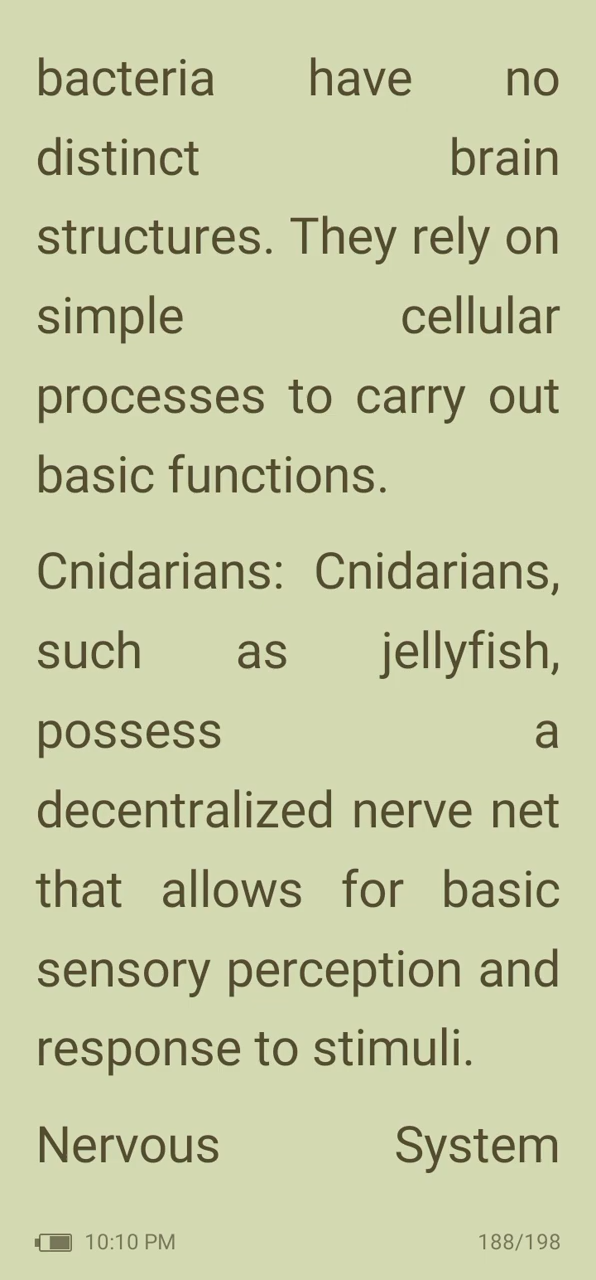 bacteria have no
distinct brain
structures. They rely on
simple cellular
processes to carry out
basic functions.
Cnidarians: Cnidarians,
such as jellyfish,
possess a
decentralized nerve net
that allows for basic
sensory perception and
response to stimuli.
Nervous System
10:10 PM 188/198